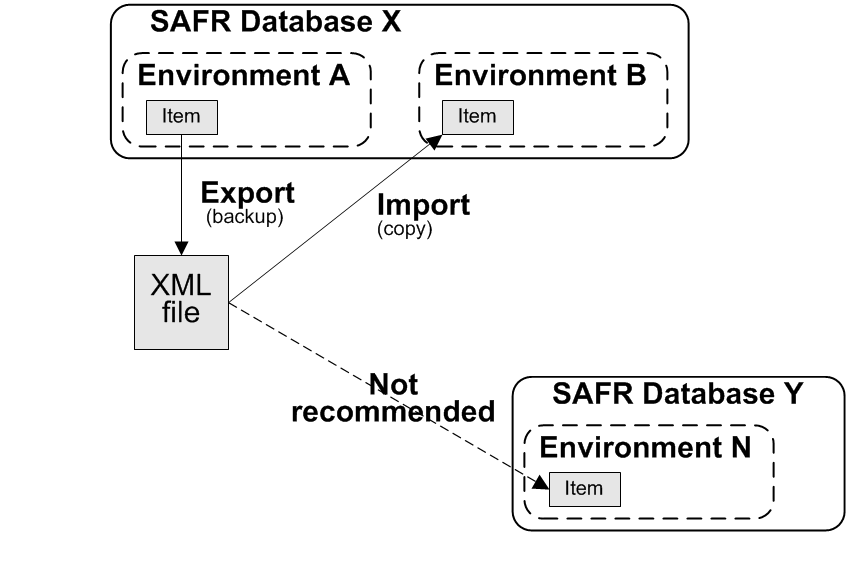 SAFR Database X
Environment A
Environment B
Item
Item
Export
(backup)
Import
(copy)
XML
file
Not
recommended
SAFR Database Y
Environment N
Item